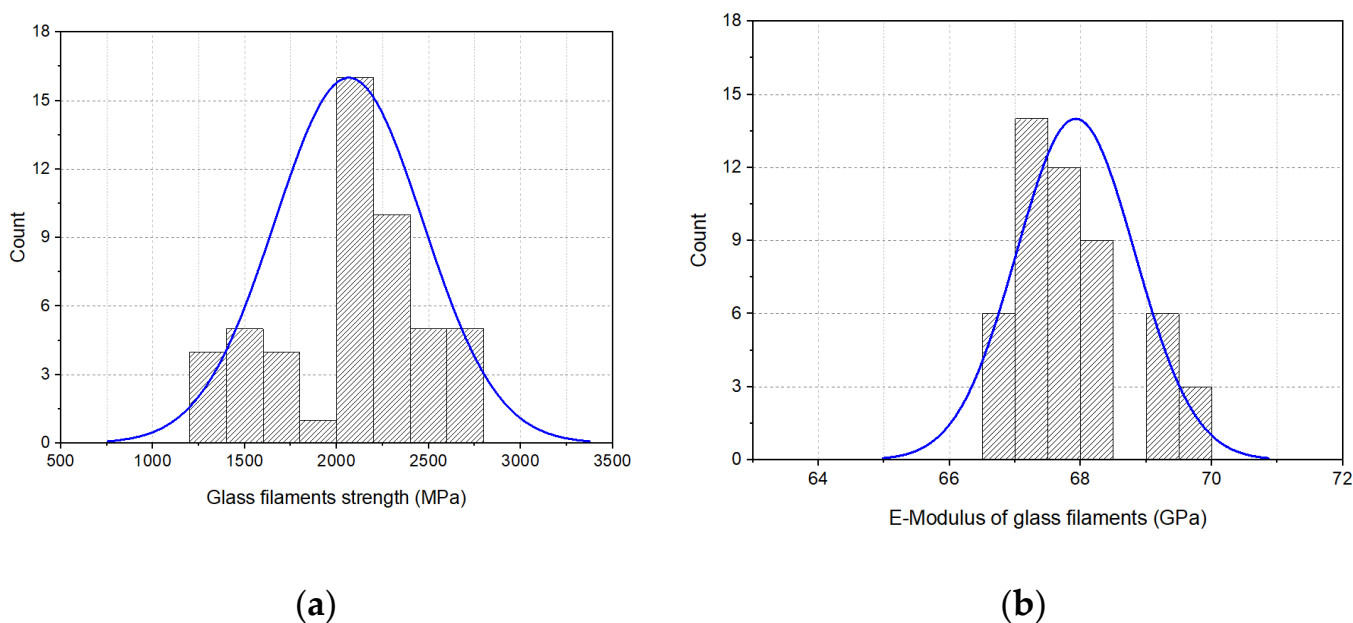 18
15
12
9
6
3
0
Count
500 1000 1500 2000 2500 3000 3500
Glass filaments strength (MPa)
(a)
18
15
12
9
6
3
0
Count
64 66 68 70 72
E-Modulus of glass filaments (GPa)
(b)